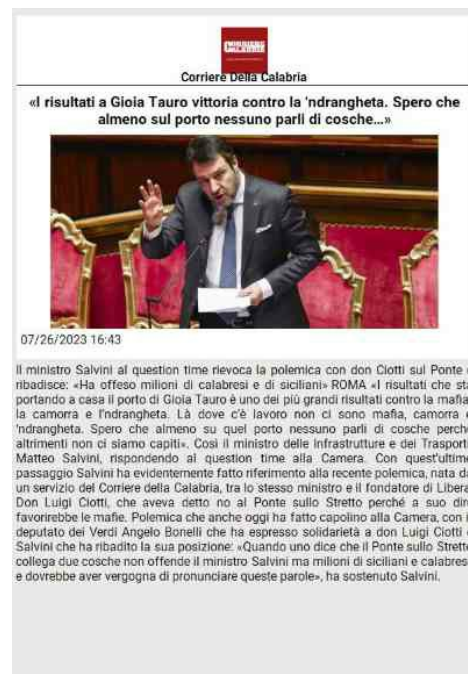 CORRIERE
CALABRIA
Corriere Della Calabria
«I risultati a Gioia Tauro vittoria contro la 'ndrangheta. Spero che
almeno sul porto nessuno parli di cosche…»
07/26/2023 16:43
Il ministro Salvini al question time rievoca la polemica con don Ciotti sul Ponte e
ribadisce: «Ha offeso milioni di calabresi e di siciliani» ROMA «I risultati che sta
portando a casa il porto di Gioia Tauro è uno dei più grandi risultati contro la mafia,
la camorra e l'ndrangheta. Là dove c'è lavoro non ci sono mafia, camorra e
'ndrangheta. Spero che almeno su quel porto nessuno parli di cosche perché
altrimenti non ci siamo capiti». Così il ministro delle Infrastrutture e dei Trasporti,
Matteo Salvini, rispondendo al question time alla Camera. Con quest'ultimo
passaggio Salvini ha evidentemente fatto riferimento alla recente polemica, nata da
un servizio del Corriere della Calabria, tra lo stesso ministro e il fondatore di Libera,
Don Luigi Ciotti, che aveva detto no al Ponte sullo Stretto perché a suo dire
favorirebbe le mafie. Polemica che anche oggi ha fatto capolino alla Camera, con il
deputato dei Verdi Angelo Bonelli che ha espresso solidarietà a don Luigi Ciotti e
Salvini che ha ribadito la sua posizione: «Quando uno dice che il Ponte sullo Stretto
collega due cosche non offende il ministro Salvini ma milioni di siciliani e calabresi
e dovrebbe aver vergogna di pronunciare queste parole», ha sostenuto Salvini.